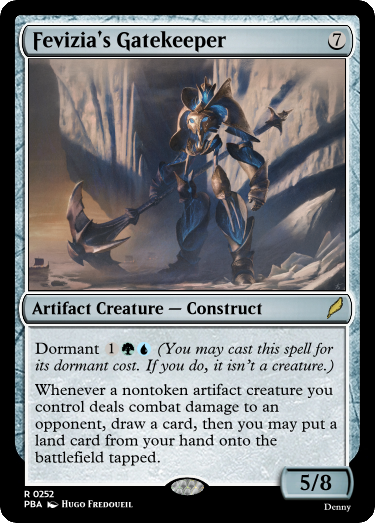 Fevizia's Gatekeeper 7
Artifact Creature — Construct
Dormant 1 (You may cast this spell for
its dormant cost. If you do, it isn't a creature.)
Whenever a nontoken artifact creature you
control deals combat damage to an
opponent, draw a card, then you may put a
land card from your hand onto the
battlefield tapped.
5/8
R 0252
PBA HUGO FREDOUEIL
Denny